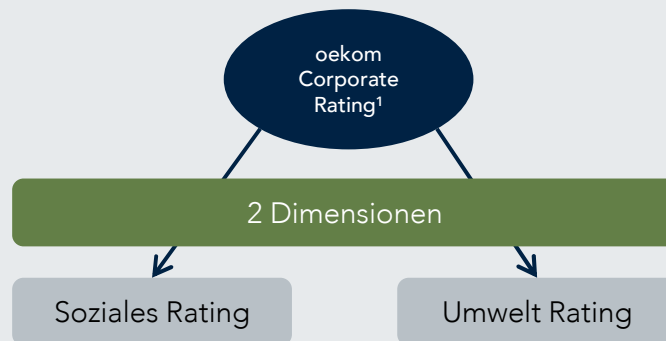 oekom
Corporate
Rating¹
2 Dimensionen
Soziales Rating
Umwelt Rating